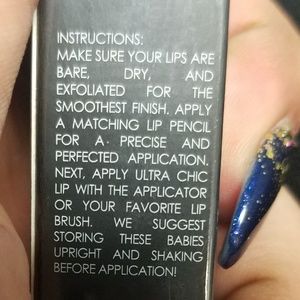 INSTRUCTIONS:
MAKE SURE YOUR LIPS ARE
BARE, DRY, AND
EXFOLIATED FOR THE
SMOOTHEST FINISH. APPLY
A MATCHING LIP PENCIL
FOR A PRECISE AND
PERFECTED APPLICATION.
NEXT, APPLY ULTRA CHIC
LIP WITH THE APPLICATOR
OR YOUR FAVORITE LIP
BRUSH. WE SUGGEST
STORING THESE BABIES
UPRIGHT AND SHAKING
BEFORE APPLICATION!